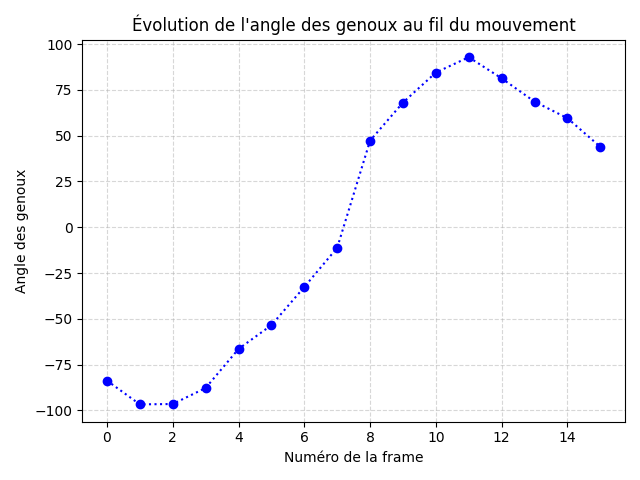 Évolution de l'angle des genoux au fil du mouvement
100
75
50
25
0
−25
−50
−75
−100
Angle des genoux
0 2 4 6 8 10 12 14
Numéro de la frame